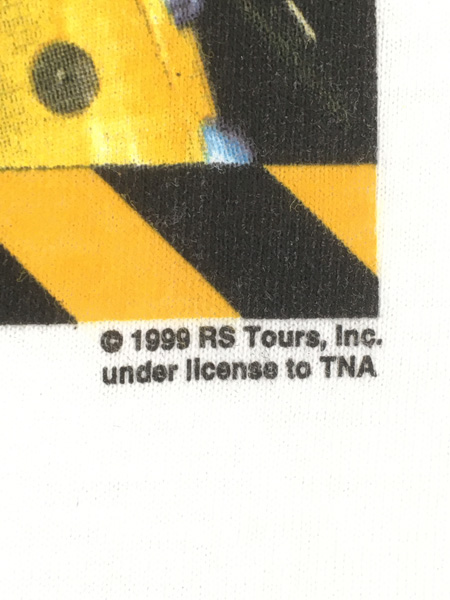 © 1999 RS Tours, Inc.
under license to TNA